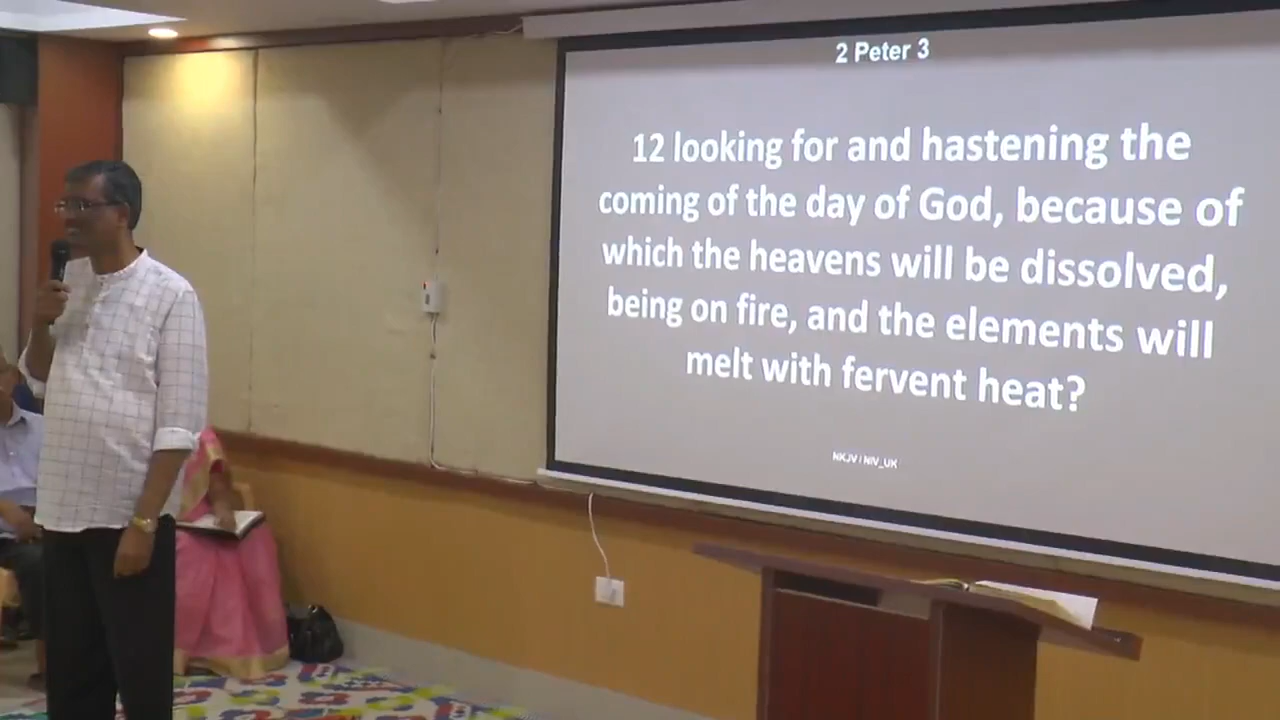 2 Peter 3
12 looking for and hastening the
coming of the day of God, because of
which the heavens will be dissolved,
being on fire, and the elements will
melt with fervent heat?
NKJV / NIV_UK